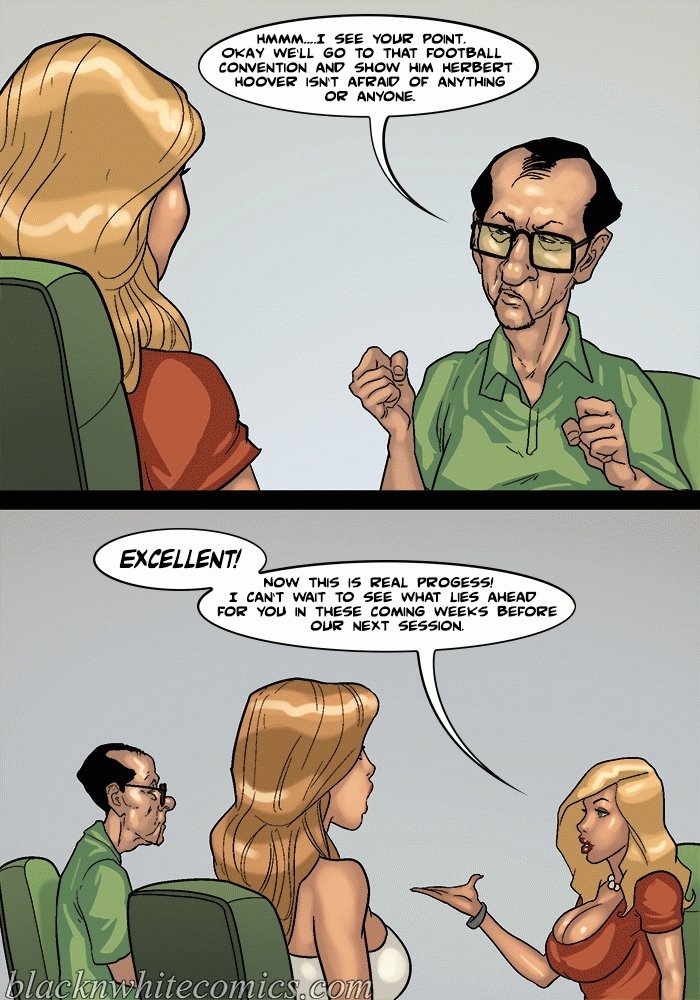 HMMM....I SEE YOUR POINT.
OKAY WE'LL GO TO THAT FOOTBALL
CONVENTION AND SHOW HIM HERBERT
HOOVER ISN'T AFRAID OF ANYTHING
OR ANYONE.
EXCELLENT!
NOW THIS IS REAL PROGESS!
I CAN'T WAIT TO SEE WHAT LIES AHEAD
FOR YOU IN THESE COMING WEEKS BEFORE
OUR NEXT SESSION.
blacknwhitecomics.com